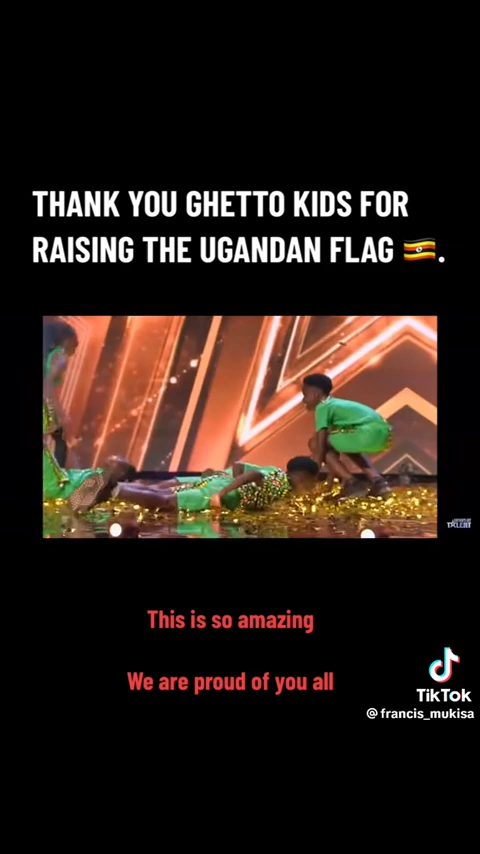 THANK YOU GHETTO KIDS FOR
RAISING THE UGANDAN FLAG 🇺🇬.
TALENT
This is so amazing
We are proud of you all
TikTok
@francis_mukisa